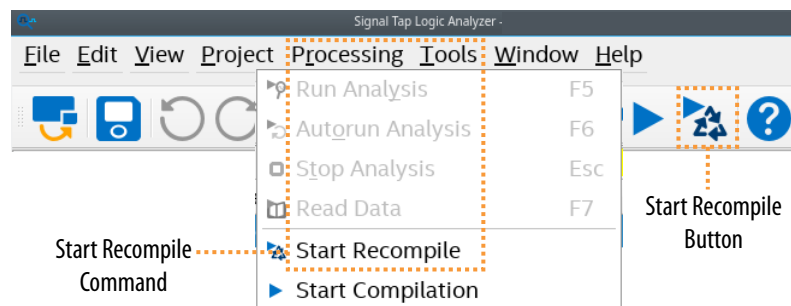 Signal Tap Logic Analyzer -
File Edit View Project Processing Tools Window Help
Run Analysis F5
Autorun Analysis F6
Stop Analysis Esc
Read Data F7
Start Recompile
Start Compilation
Start Recompile
Command
Start Recompile
Button